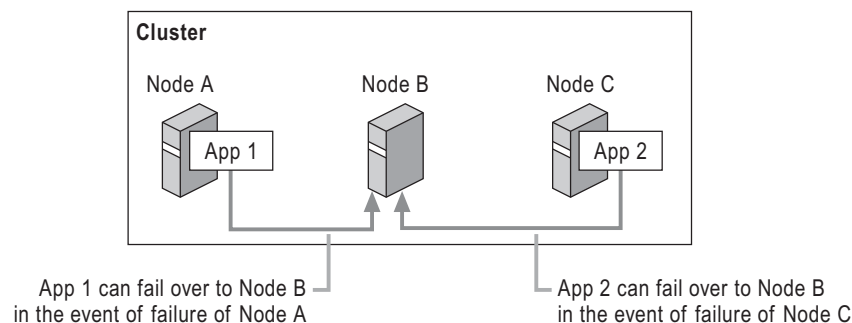 Cluster
Node A
Node B
Node C
App 1
App 2
App 1 can fail over to Node B
in the event of failure of Node A
App 2 can fail over to Node B
in the event of failure of Node C